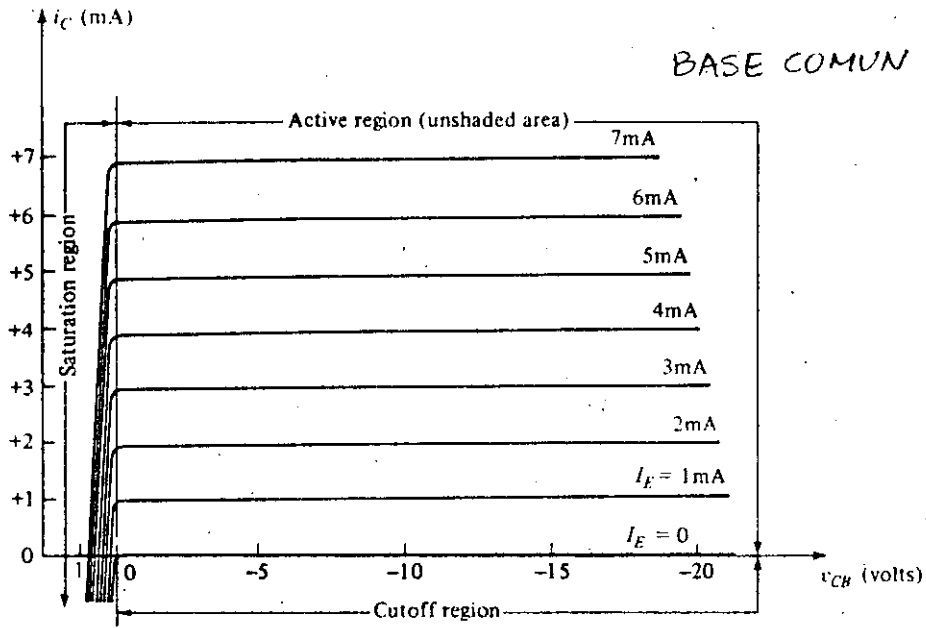 i_C (mA)
BASE COMUN
Active region (unshaded area)
Saturation region
+7
7mA
+6
6mA
+5
5mA
+4
4mA
+3
3mA
+2
2mA
+1
I_E = 1mA
0
I_E = 0
1
0
-5
-10
-15
-20
v_CB (volts)
Cutoff region